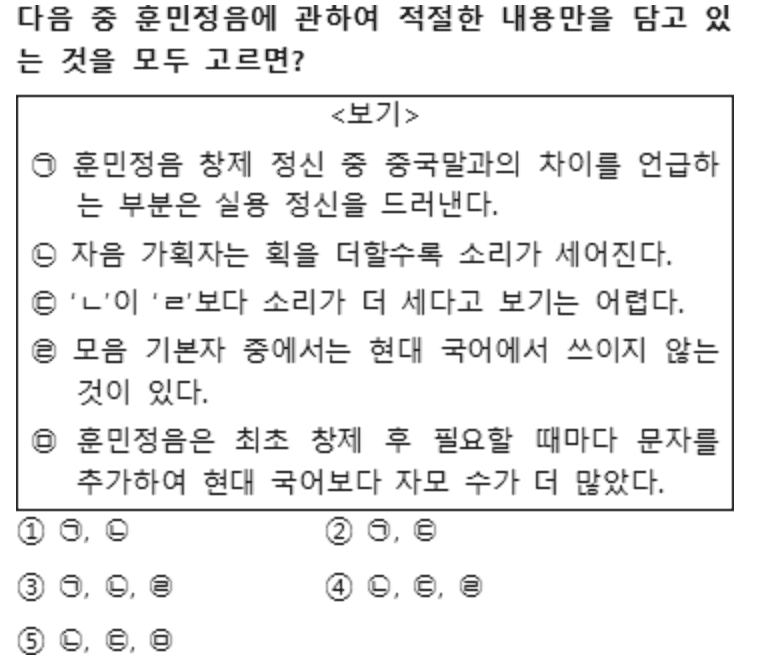 다음 중 훈민정음에 관하여 적절한 내용만을 담고 있
는 것을 모두 고르면?
<보기>
㉠ 훈민정음 창제 정신 중 중국말과의 차이를 언급하
는 부분은 실용 정신을 드러낸다.
㉡ 자음 가획자는 획을 더할수록 소리가 세어진다.
㉢ 'ㄴ'이 'ㄹ'보다 소리가 더 세다고 보기는 어렵다.
㉣ 모음 기본자 중에서는 현대 국어에서 쓰이지 않는
것이 있다.
㉤ 훈민정음은 최초 창제 후 필요할 때마다 문자를
추가하여 현대 국어보다 자모 수가 더 많았다.
① ㉠, ㉡ ② ㉠, ㉢
③ ㉠, ㉡, ㉣ ④ ㉡, ㉢, ㉣
⑤ ㉡, ㉢, ㉤